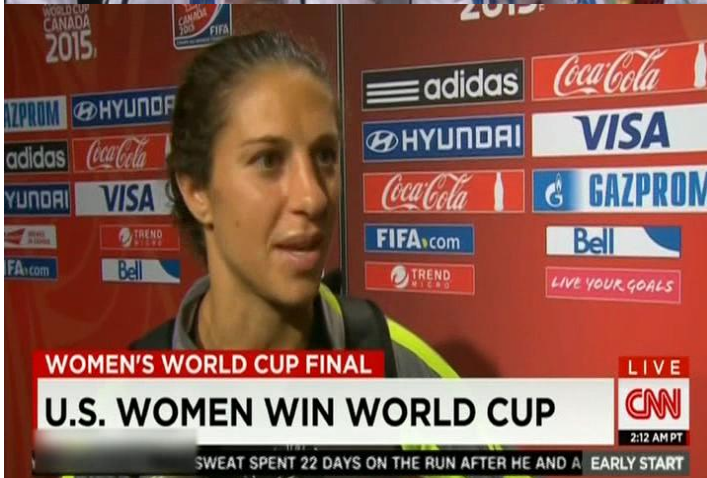 WORLD CUP
CANADA
2015
FIFA
2015
GAZPROM
HYUNDAI
adidas
Coca-Cola
HYUNDAI
VISA
TREND
MICRO
FIFA.com
Bell
adidas
Coca-Cola
HYUNDAI
VISA
Coca-Cola
GAZPROM
FIFA.com
Bell
TREND
MICRO
LIVE YOUR GOALS
WOMEN'S WORLD CUP FINAL
LIVE
U.S. WOMEN WIN WORLD CUP
CNN
2:12 AM PT
SWEAT SPENT 22 DAYS ON THE RUN AFTER HE AND A
EARLY START